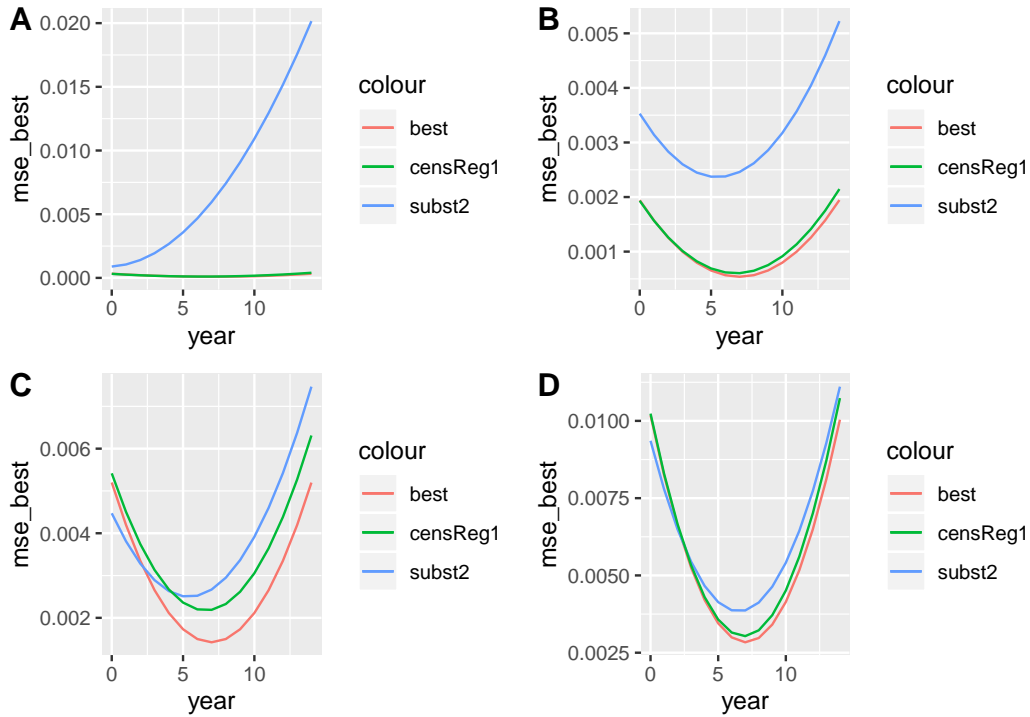 A
mse_best
0.020
0.015
0.010
0.005
0.000
0 5 10
year
colour
best
censReg1
subst2
B
mse_best
0.005
0.004
0.003
0.002
0.001
0 5 10
year
colour
best
censReg1
subst2
C
mse_best
0.006
0.004
0.002
0 5 10
year
colour
best
censReg1
subst2
D
mse_best
0.0100
0.0075
0.0050
0.0025
0 5 10
year
colour
best
censReg1
subst2